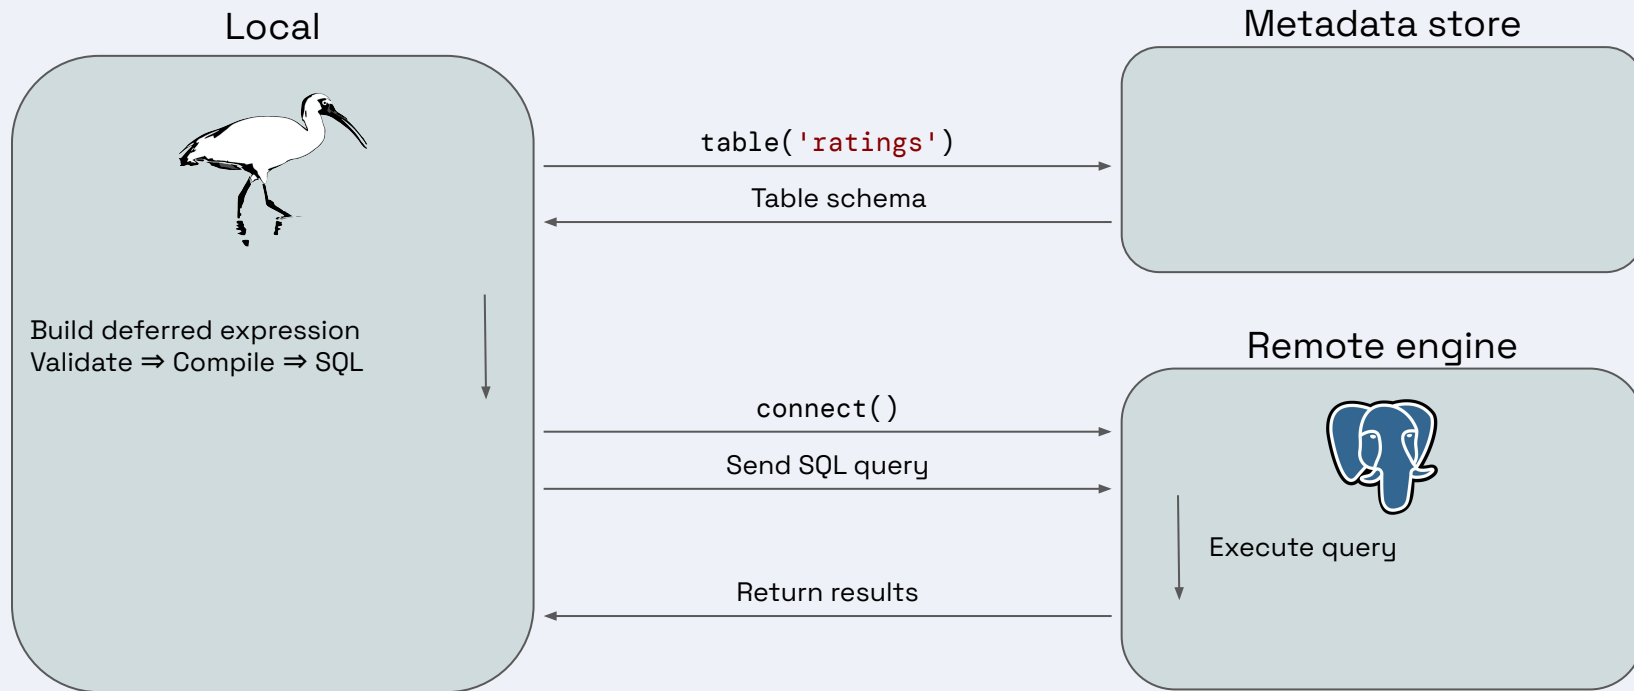 Local
Metadata store
table('ratings')
Table schema
Build deferred expression
Validate ⇒ Compile ⇒ SQL
Remote engine
connect()
Send SQL query
Execute query
Return results